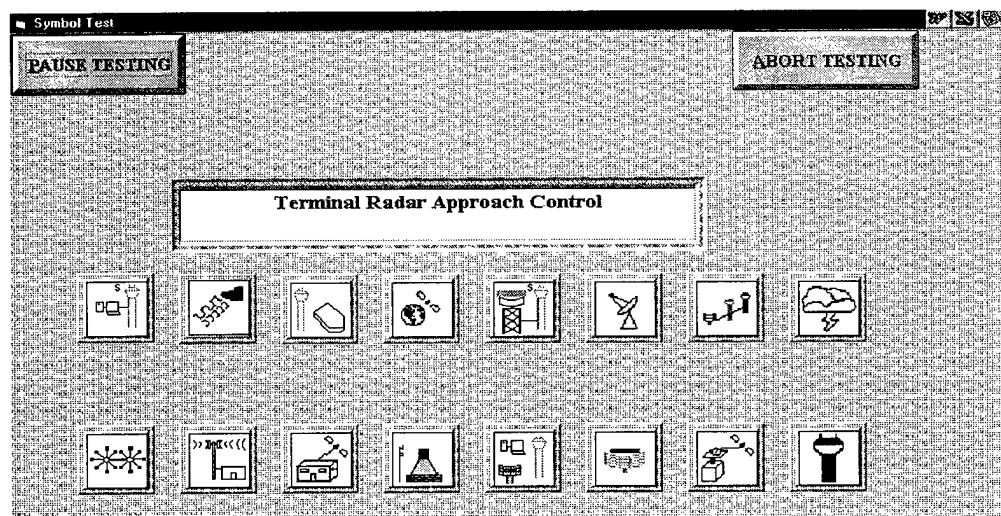 Symbol Test
PAUSE TESTING
ABORT TESTING
Terminal Radar Approach Control
S
S